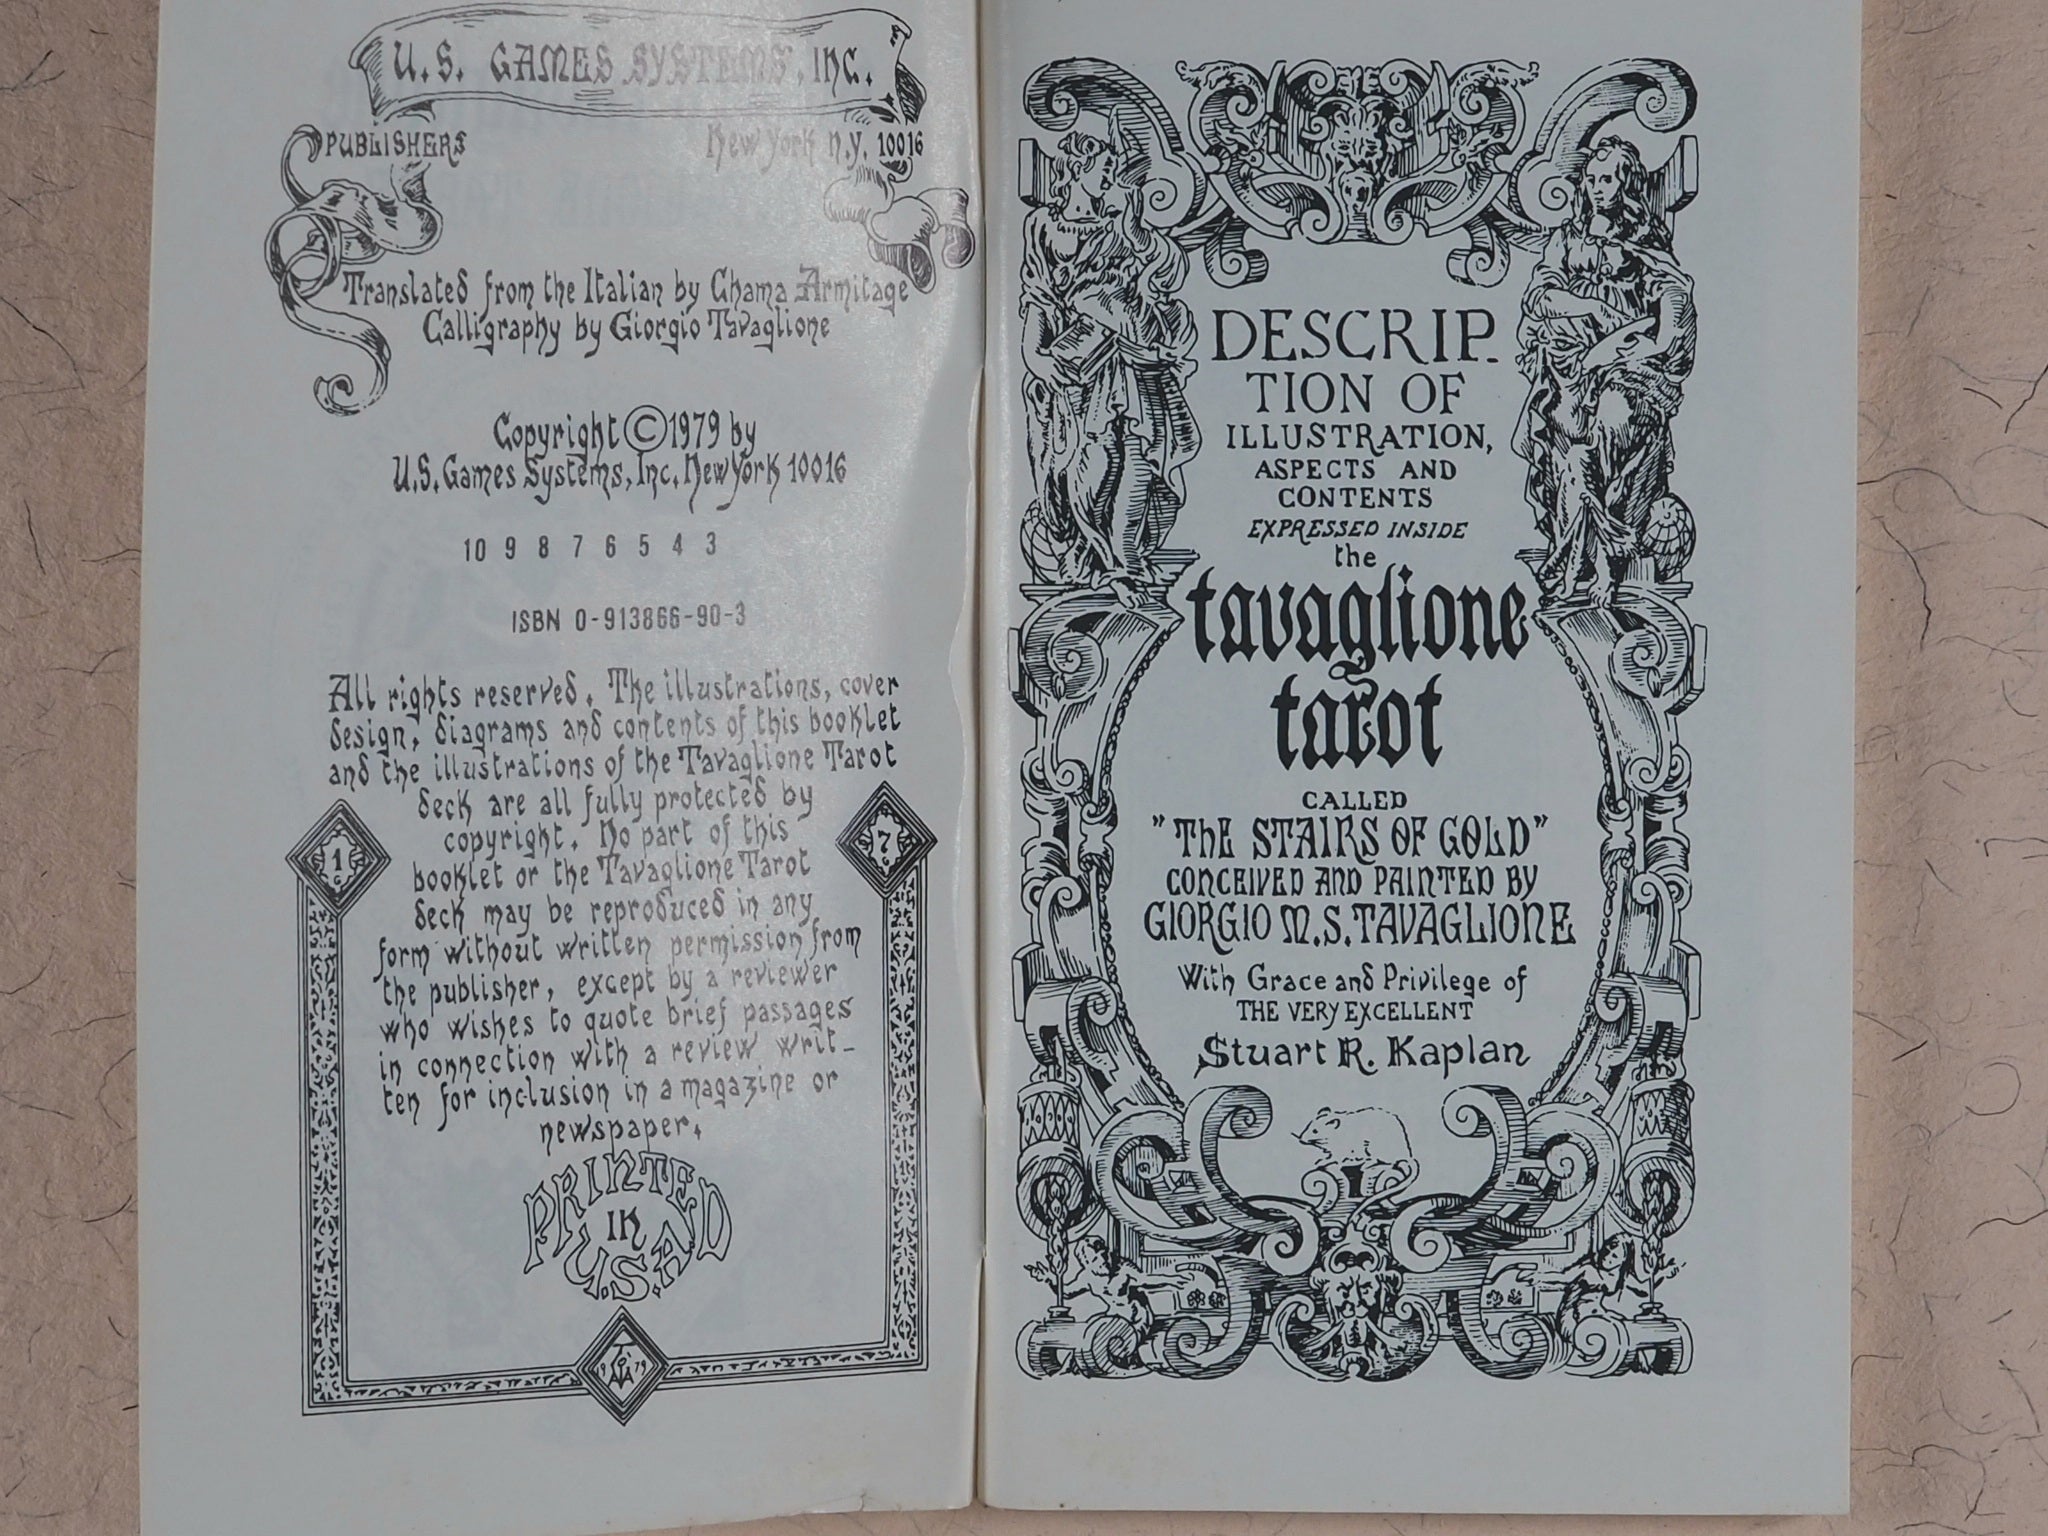 U.S. GAMES SYSTEMS, INC.
PUBLISHERS
New York N.Y. 10016
Translated from the Italian by Ghama Armitage
Calligraphy by Giorgio Tavaglione
Copyright © 1979 by
U.S. Games Systems, Inc. New York 10016
10 9 8 7 6 5 4 3
ISBN 0-913866-90-3
All rights reserved. The illustrations, cover
design, diagrams and contents of this booklet
and the illustrations of the Tavaglione Tarot
deck are all fully protected by
copyright. No part of this
booklet or the Tavaglione Tarot
deck may be reproduced in any
form without written permission from
the publisher, except by a reviewer
who wishes to quote brief passages
in connection with a review writ-
ten for inclusion in a magazine or
newspaper.
1
7
PRINTED
IN
U.S.A.
DESCRIP-
TION OF
ILLUSTRATION,
ASPECTS AND
CONTENTS
EXPRESSED INSIDE
the
tavaglione
tarot
CALLED
"THE STAIRS OF GOLD"
CONCEIVED AND PAINTED BY
GIORGIO M.S. TAVAGLIONE
With Grace and Privilege of
THE VERY EXCELLENT
Stuart R. Kaplan